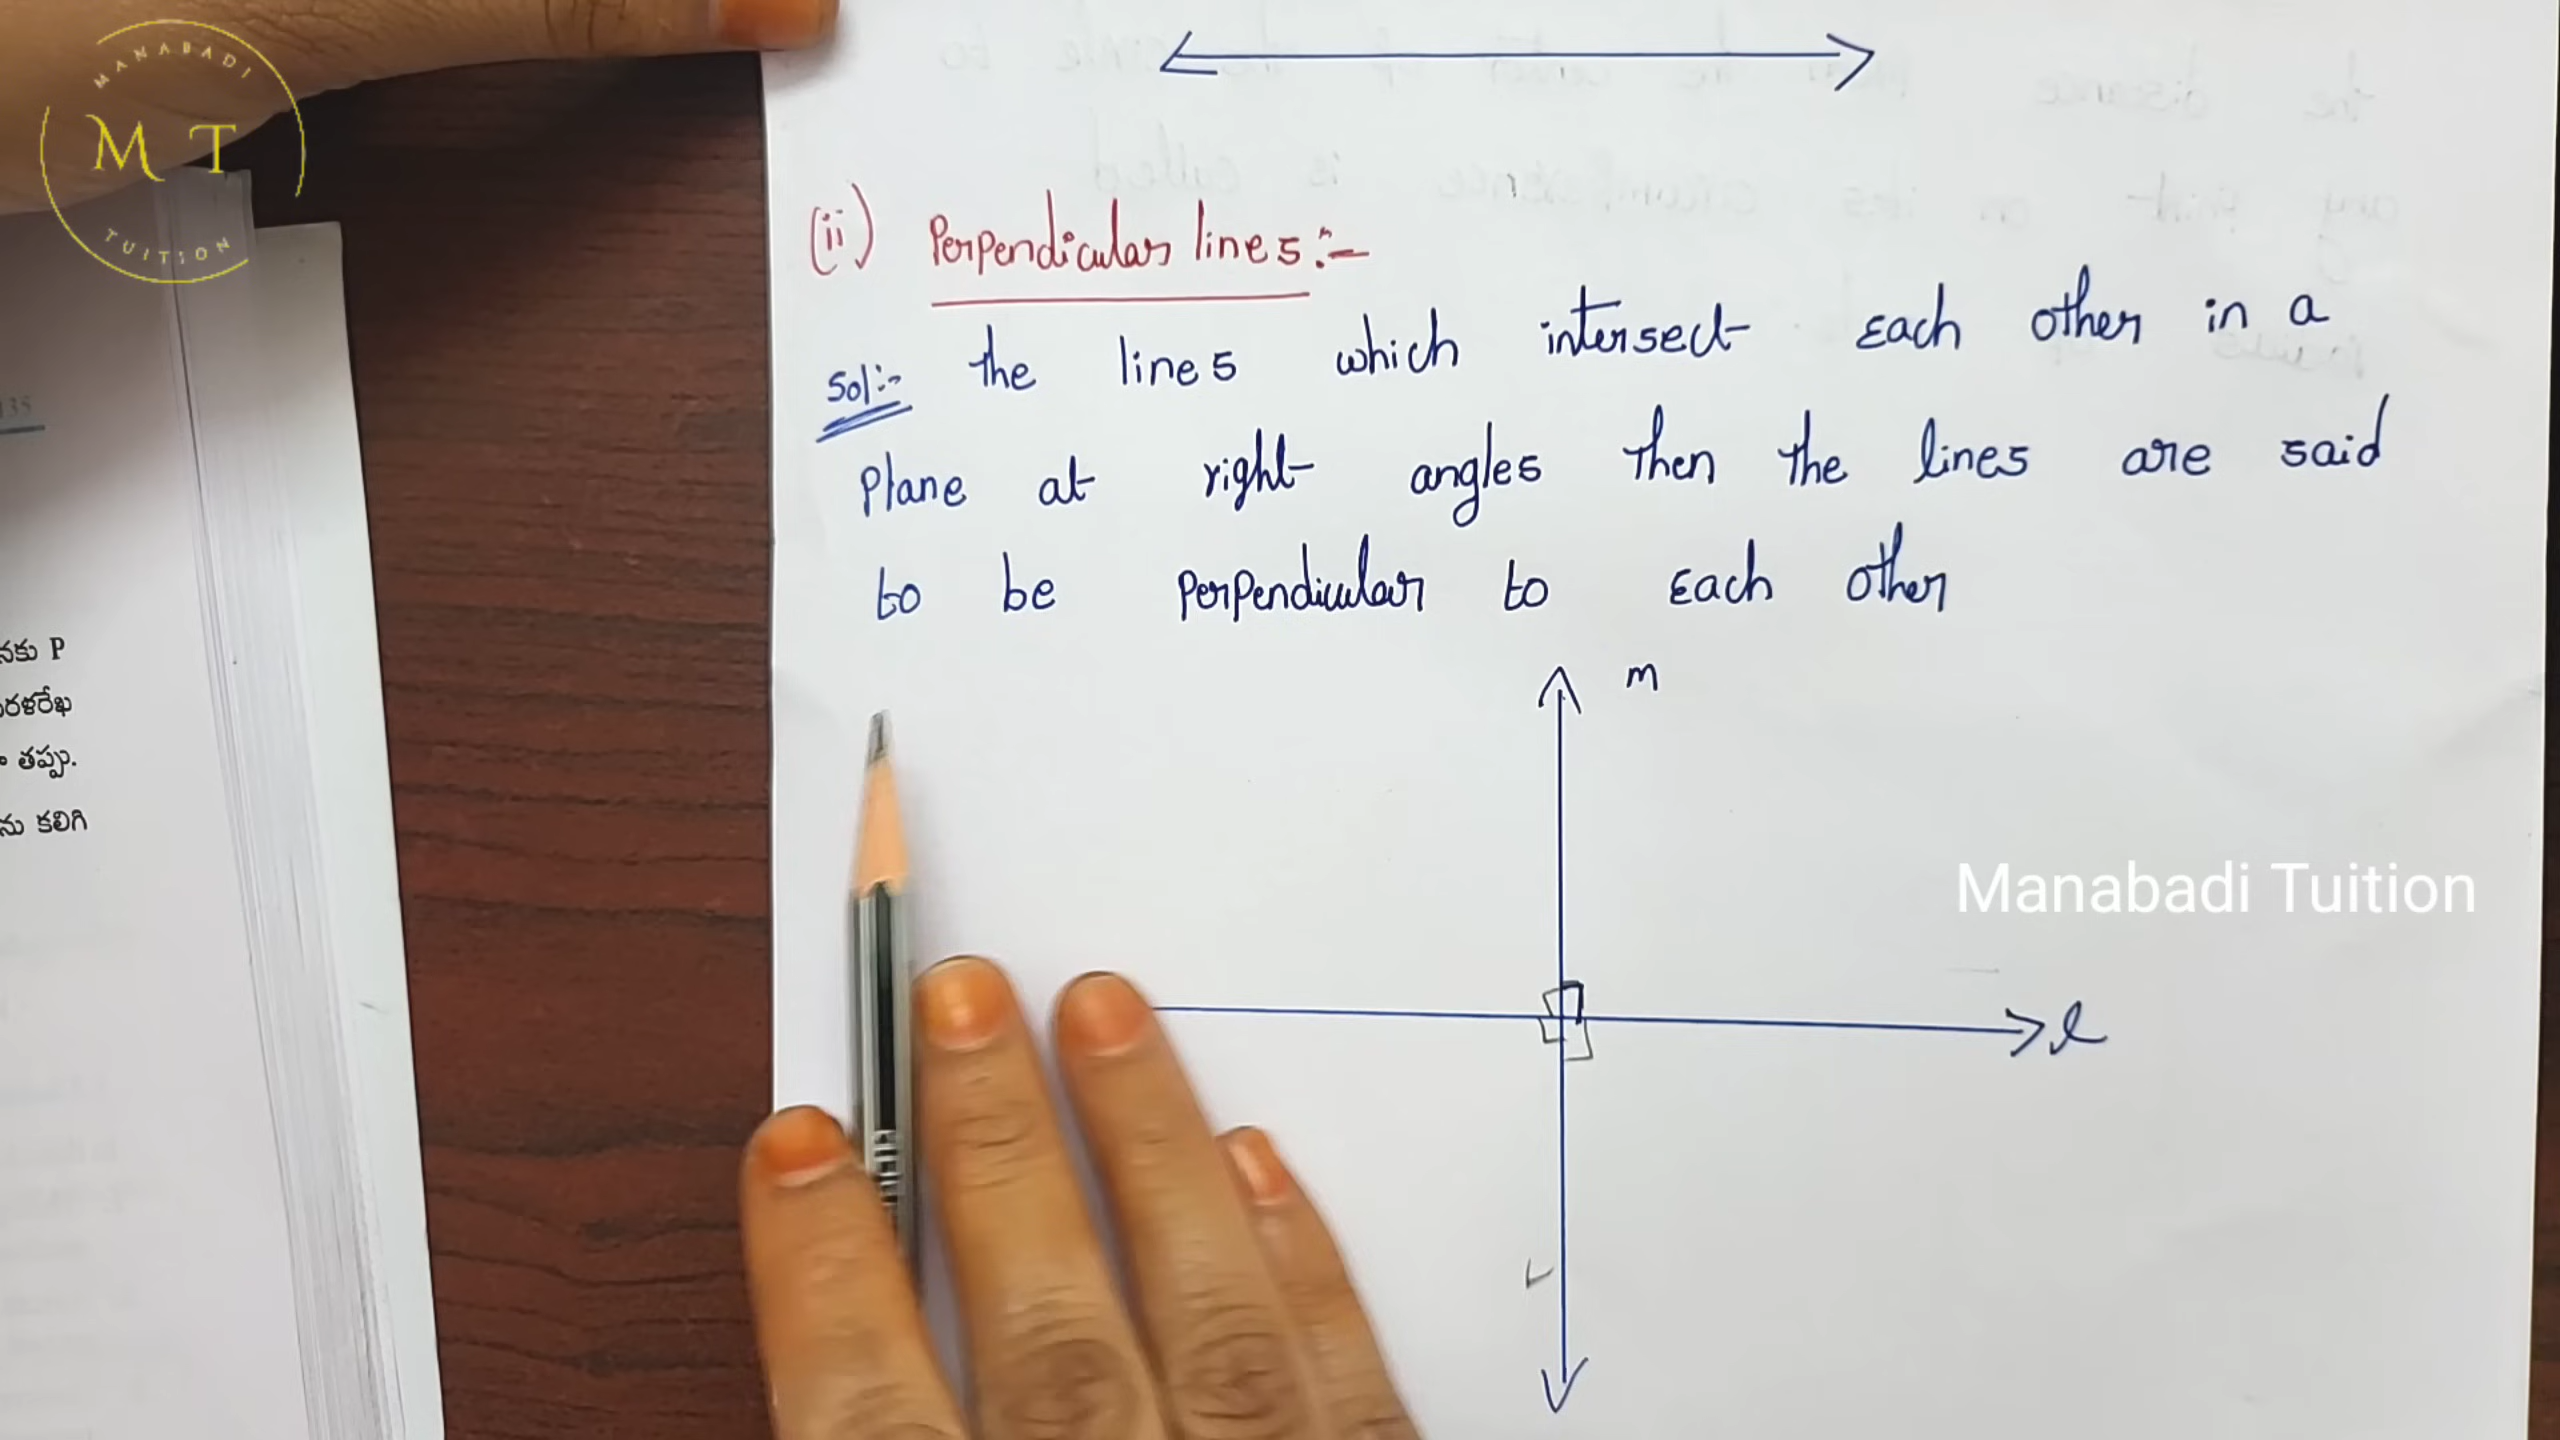 MANABADI
M T
TUITION
135
(ii) Perpendicular lines :-
Sol:- the lines which intersect each other in a
plane at right angles then the lines are said
to be perpendicular to each other
m
l
Manabadi Tuition
P
తప్పు.
కలిగి